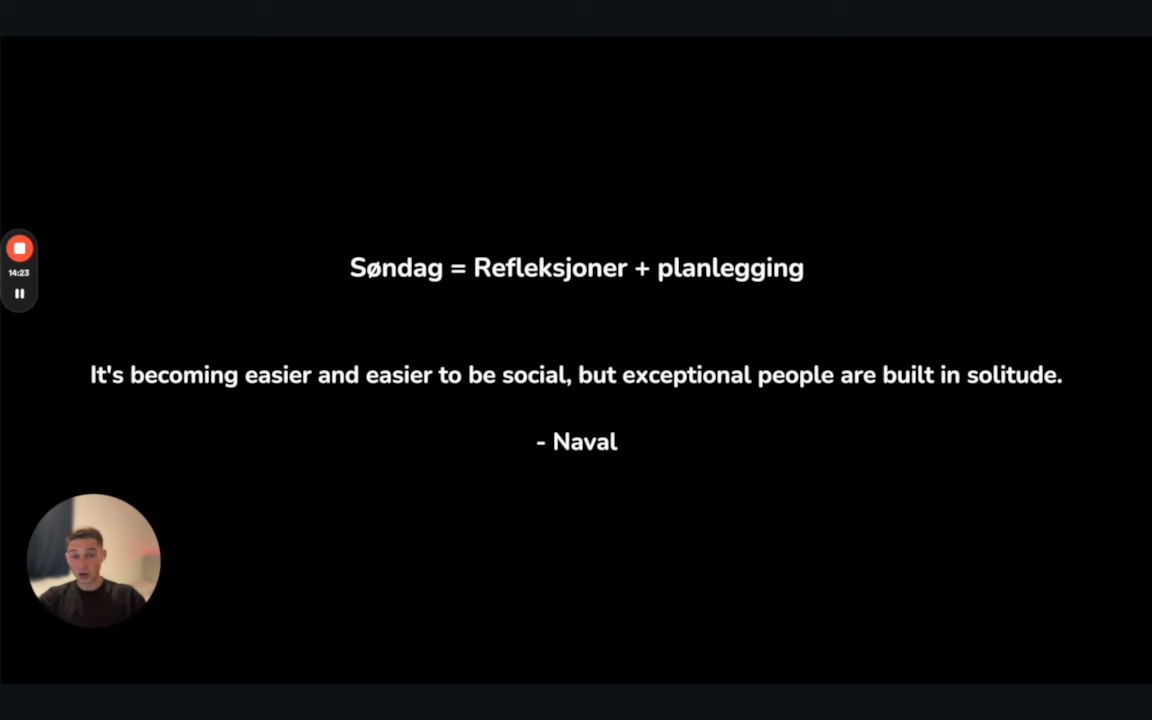 Søndag = Refleksjoner + planlegging
14:23
It's becoming easier and easier to be social, but exceptional people are built in solitude.
- Naval